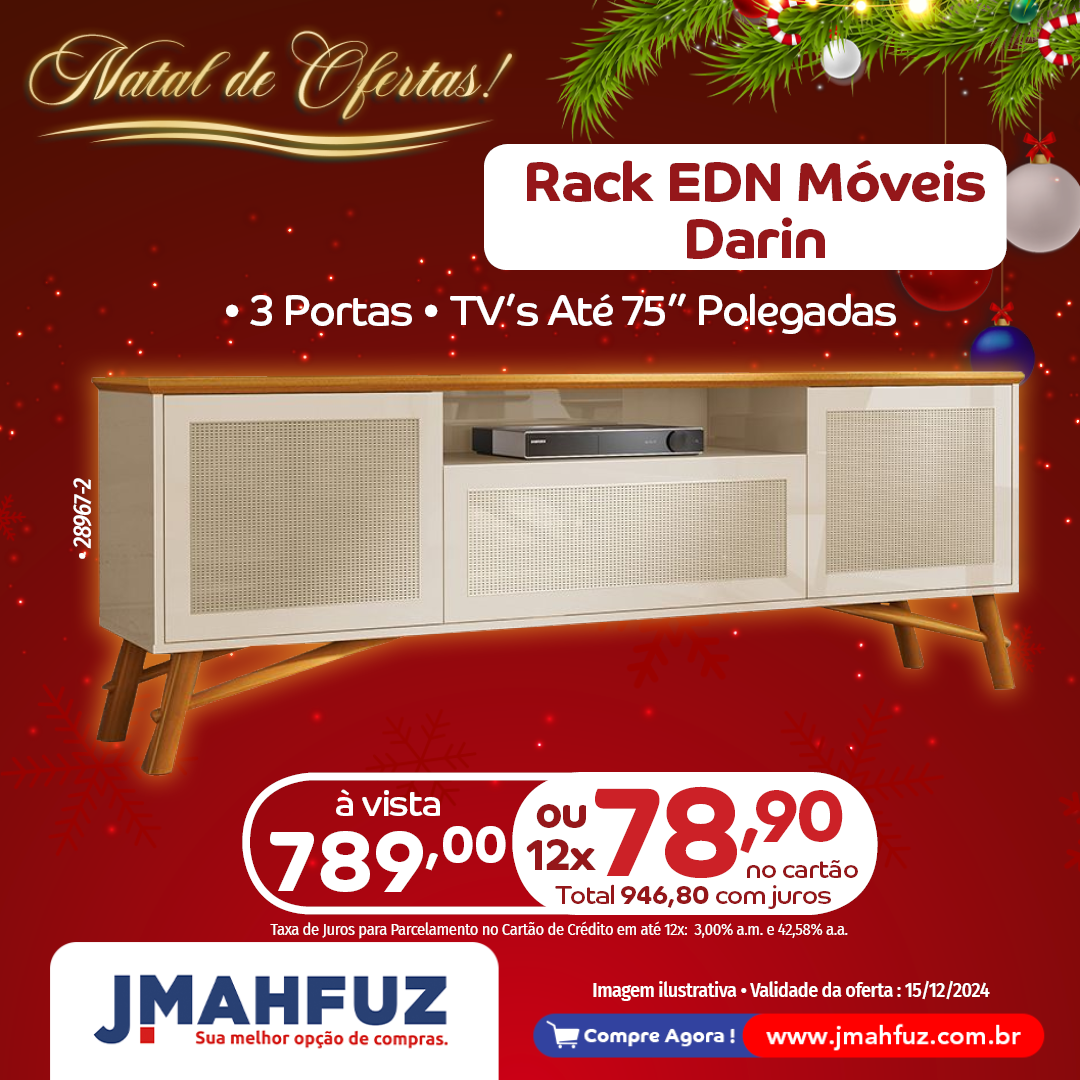 Natal de Ofertas!
Rack EDN Móveis
Darin
• 3 Portas • TV's Até 75" Polegadas
• 28967-2
à vista
789,00
ou
12x
78,90
no cartão
Total 946,80 com juros
Taxa de Juros para Parcelamento no Cartão de Crédito em até 12x: 3,00% a.m. e 42,58% a.a.
JMAHFUZ
Sua melhor opção de compras.
Imagem ilustrativa • Validade da oferta : 15/12/2024
Compre Agora !
www.jmahfuz.com.br